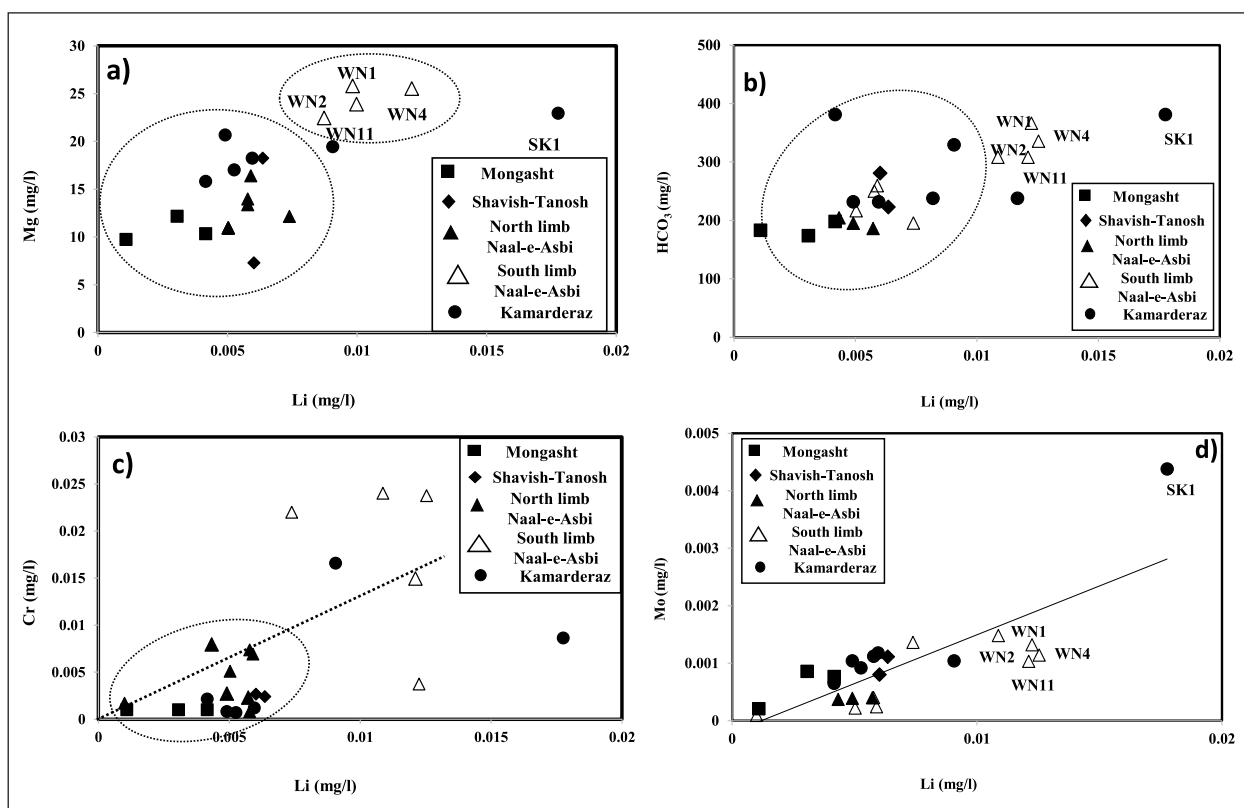 a)
Mg (mg/l)
30
25
20
15
10
5
0
WN1
WN2
WN4
WN11
SK1
Mongasht
Shavish-Tanosh
North limb
Naal-e-Asbi
South limb
Naal-e-Asbi
Kamarderaz
0 0.005 0.01 0.015 0.02
Li (mg/l)
b)
HCO3 (mg/l)
500
400
300
200
100
0
WN1
WN4
WN2
WN11
SK1
Mongasht
Shavish-Tanosh
North limb
Naal-e-Asbi
South limb
Naal-e-Asbi
Kamarderaz
0 0.005 0.01 0.015 0.02
Li (mg/l)
c)
Cr (mg/l)
0.03
0.025
0.02
0.015
0.01
0.005
0
Mongasht
Shavish-Tanosh
North limb
Naal-e-Asbi
South limb
Naal-e-Asbi
Kamarderaz
0 0.005 0.01 0.015 0.02
Li (mg/l)
d)
Mo (mg/l)
0.005
0.004
0.003
0.002
0.001
0
Mongasht
Shavish-Tanosh
North limb
Naal-e-Asbi
South limb
Naal-e-Asbi
Kamarderaz
SK1
WN1
WN2
WN4
WN11
0 0.01 0.02
Li (mg/l)